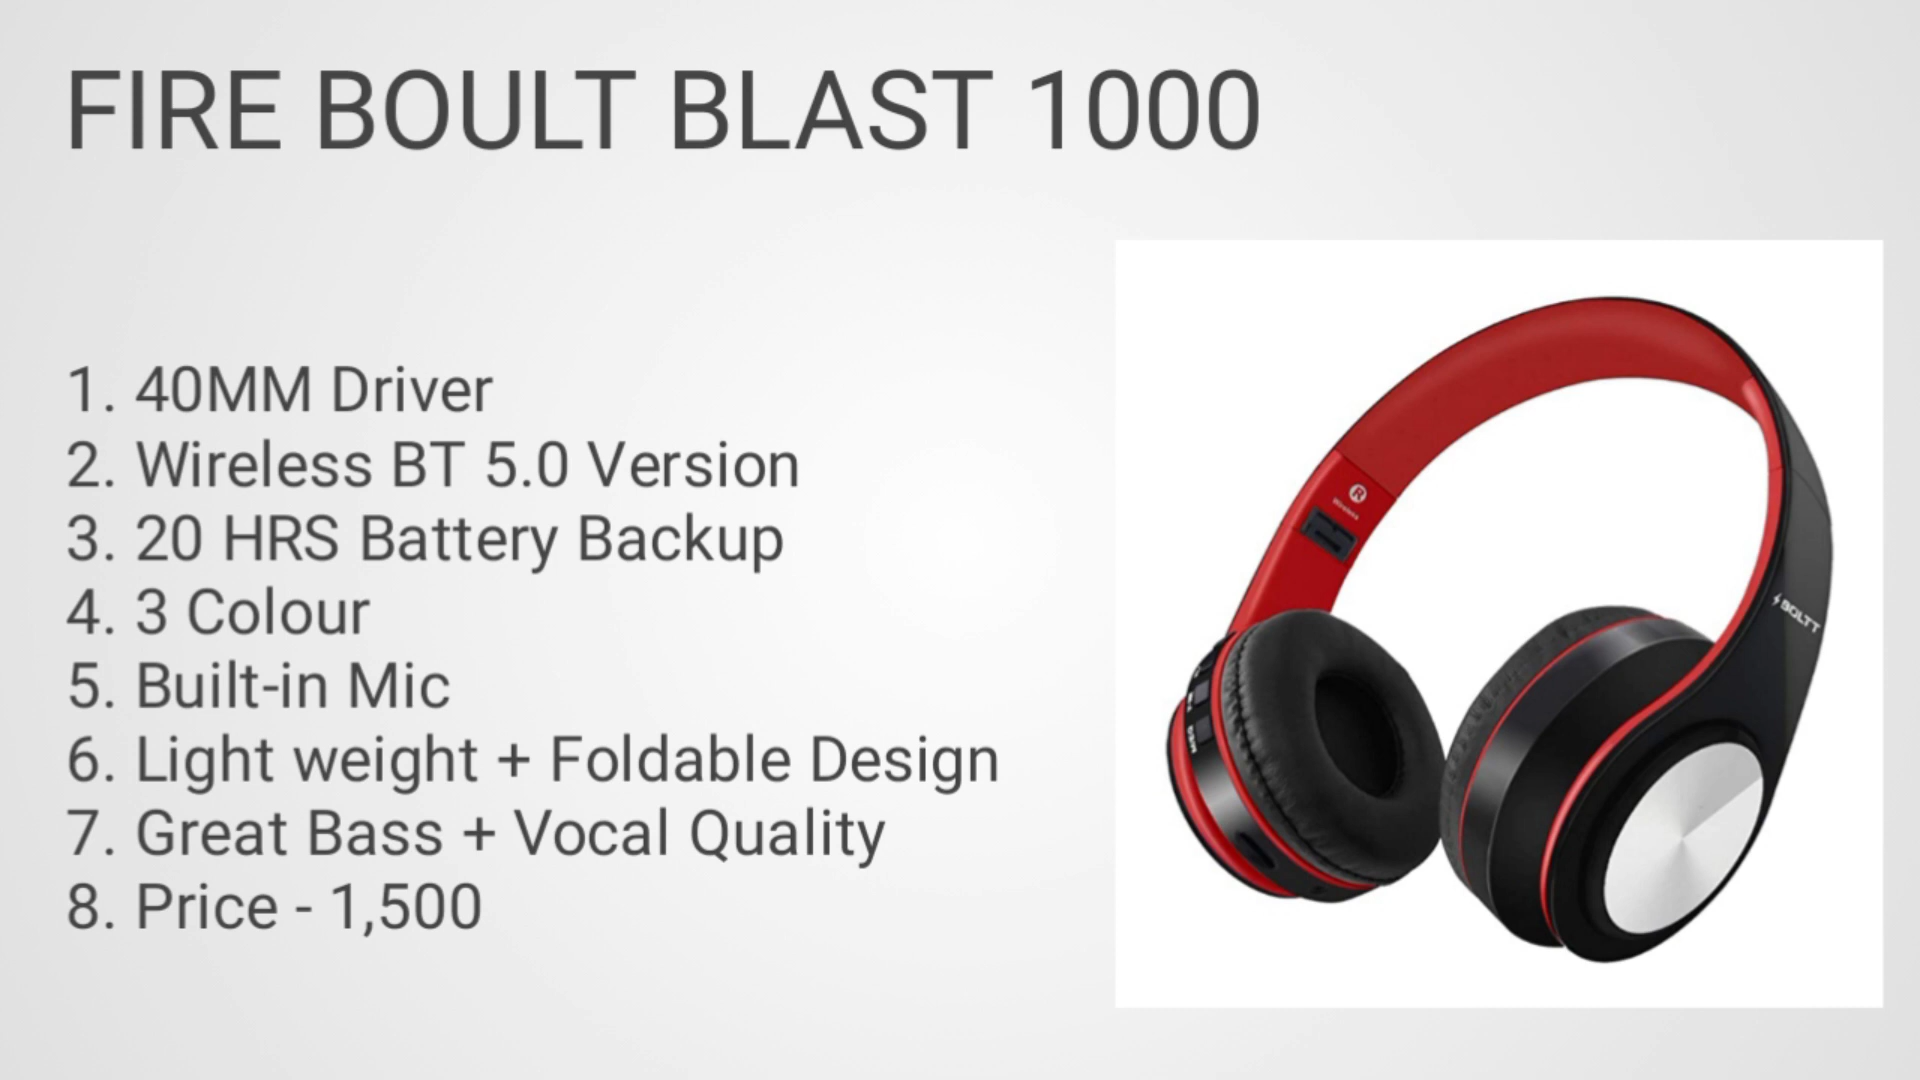 FIRE BOULT BLAST 1000
1. 40MM Driver
2. Wireless BT 5.0 Version
3. 20 HRS Battery Backup
4. 3 Colour
5. Built-in Mic
6. Light weight + Foldable Design
7. Great Bass + Vocal Quality
8. Price - 1,500
R
Wireless
BOLTT